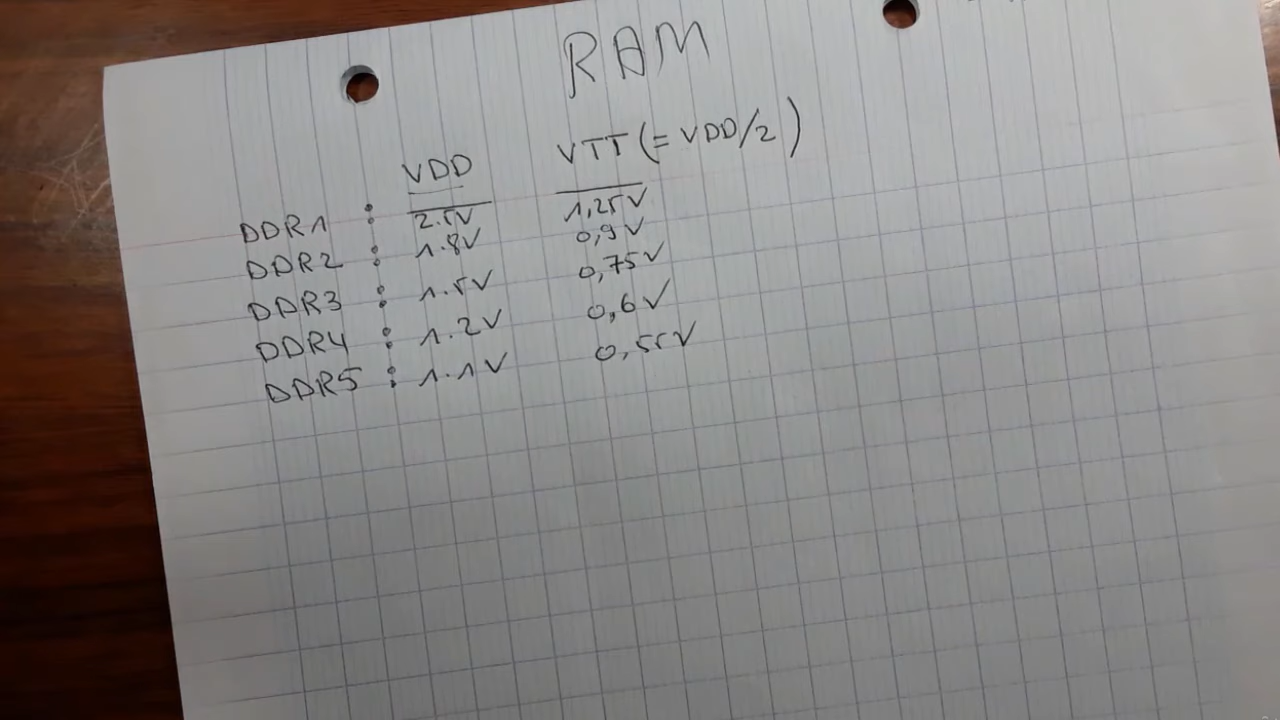 RAM
VDD VTT (= VDD/2)
DDR1 : 2.5V 1,25V
DDR2 : 1.8V 0,9V
DDR3 : 1.5V 0,75V
DDR4 : 1.2V 0,6V
DDR5 : 1.1V 0,55V